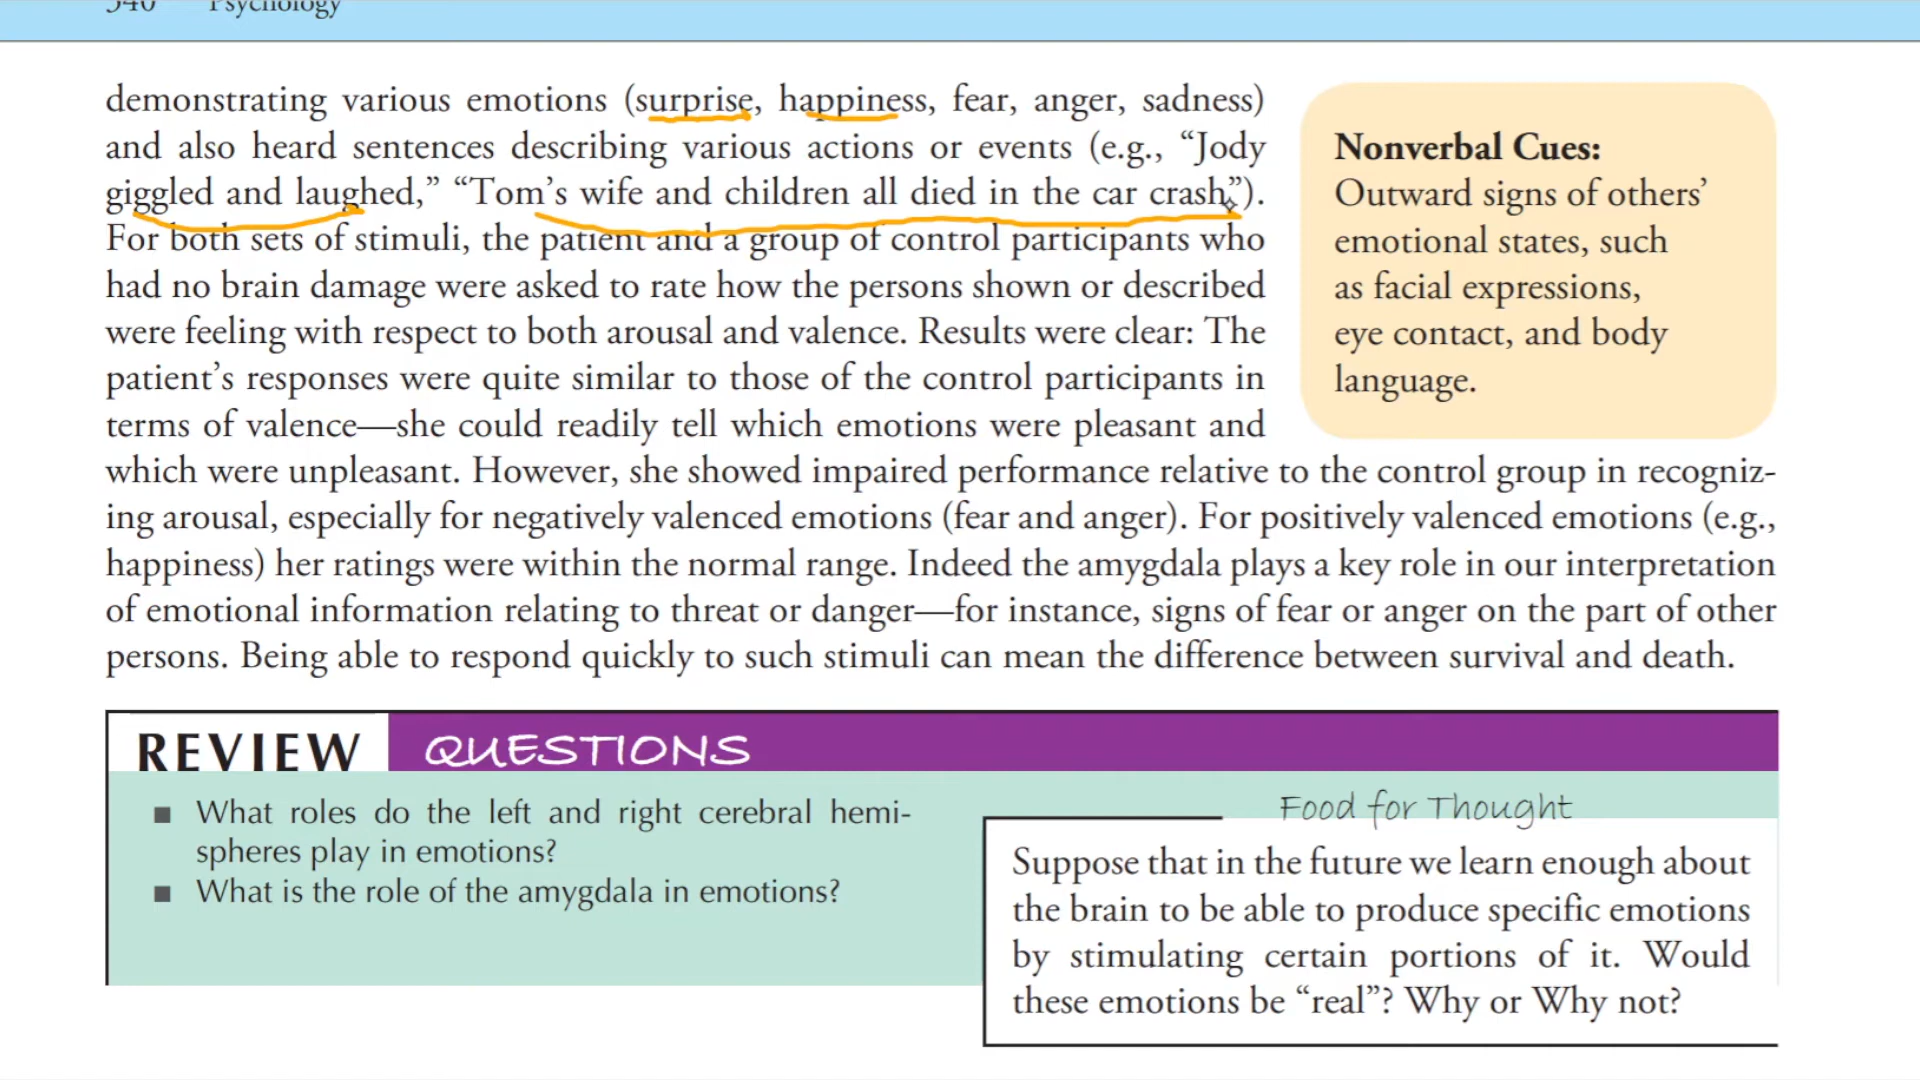 340 Psychology
demonstrating various emotions (surprise, happiness, fear, anger, sadness)
and also heard sentences describing various actions or events (e.g., “Jody
giggled and laughed,” “Tom’s wife and children all died in the car crash”).
For both sets of stimuli, the patient and a group of control participants who
had no brain damage were asked to rate how the persons shown or described
were feeling with respect to both arousal and valence. Results were clear: The
patient’s responses were quite similar to those of the control participants in
terms of valence—she could readily tell which emotions were pleasant and
which were unpleasant. However, she showed impaired performance relative to the control group in recogniz-
ing arousal, especially for negatively valenced emotions (fear and anger). For positively valenced emotions (e.g.,
happiness) her ratings were within the normal range. Indeed the amygdala plays a key role in our interpretation
of emotional information relating to threat or danger—for instance, signs of fear or anger on the part of other
persons. Being able to respond quickly to such stimuli can mean the difference between survival and death.
Nonverbal Cues:
Outward signs of others’
emotional states, such
as facial expressions,
eye contact, and body
language.
REVIEW QUESTIONS
■ What roles do the left and right cerebral hemi-
spheres play in emotions?
■ What is the role of the amygdala in emotions?
Food for Thought
Suppose that in the future we learn enough about
the brain to be able to produce specific emotions
by stimulating certain portions of it. Would
these emotions be “real”? Why or Why not?